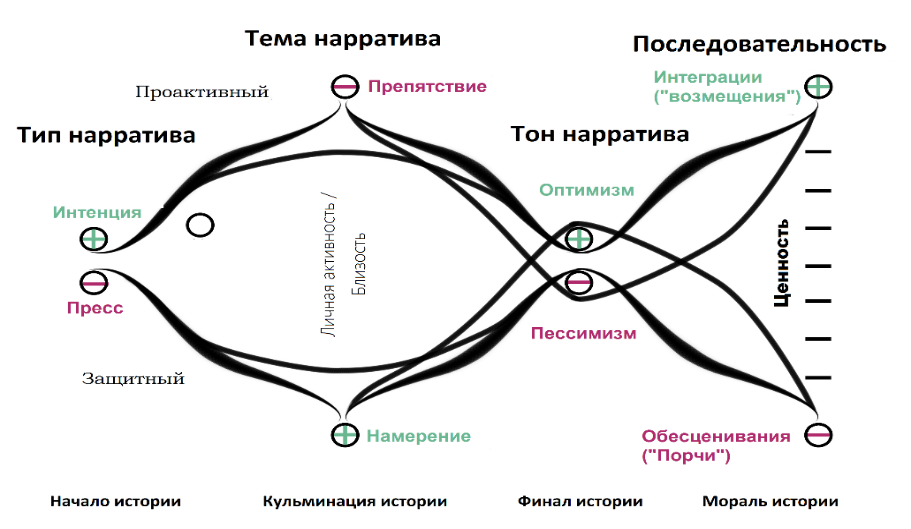 Тема нарратива
Последовательность
Проактивный
Препятствие
Интеграции
("возмещения")
Тип нарратива
Тон нарратива
Интенция
Оптимизм
Личная активность /
Близость
Ценность
Пресс
Пессимизм
Защитный
Намерение
Обесценивания
("Порчи")
Начало истории
Кульминация истории
Финал истории
Мораль истории